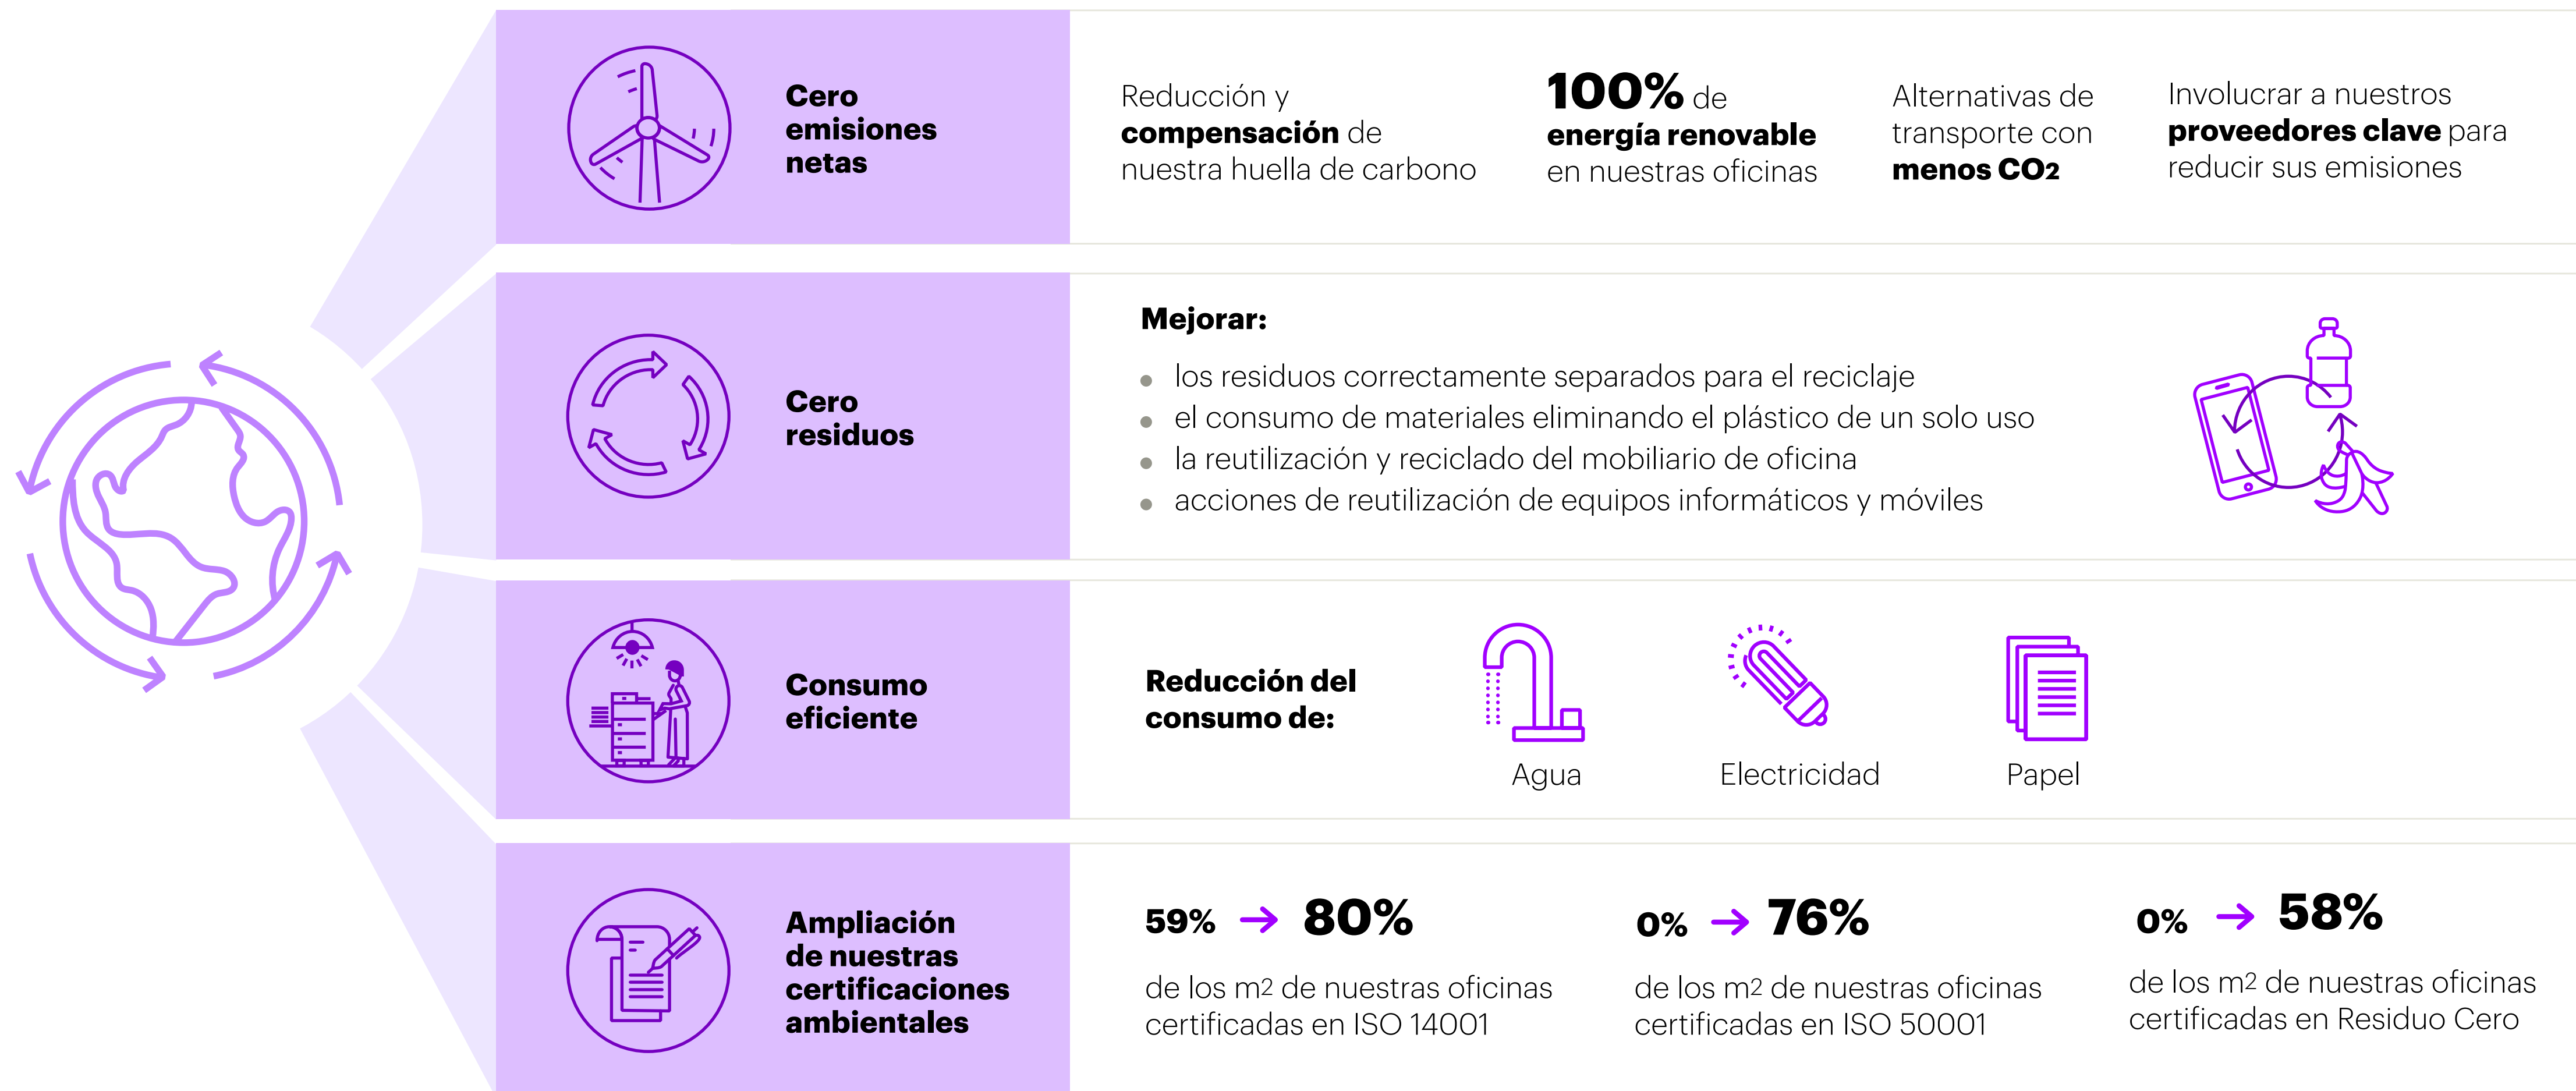 Cero
emisiones
netas
Reducción y
compensación de
nuestra huella de carbono
100% de
energía renovable
en nuestras oficinas
Alternativas de
transporte con
menos CO2
Involucrar a nuestros
proveedores clave para
reducir sus emisiones
Cero
residuos
Mejorar:
los residuos correctamente separados para el reciclaje
el consumo de materiales eliminando el plástico de un solo uso
la reutilización y reciclado del mobiliario de oficina
acciones de reutilización de equipos informáticos y móviles
Consumo
eficiente
Reducción del
consumo de:
Agua
Electricidad
Papel
Ampliación
de nuestras
certificaciones
ambientales
59% → 80%
de los m2 de nuestras oficinas
certificadas en ISO 14001
0% → 76%
de los m2 de nuestras oficinas
certificadas en ISO 50001
0% → 58%
de los m2 de nuestras oficinas
certificadas en Residuo Cero